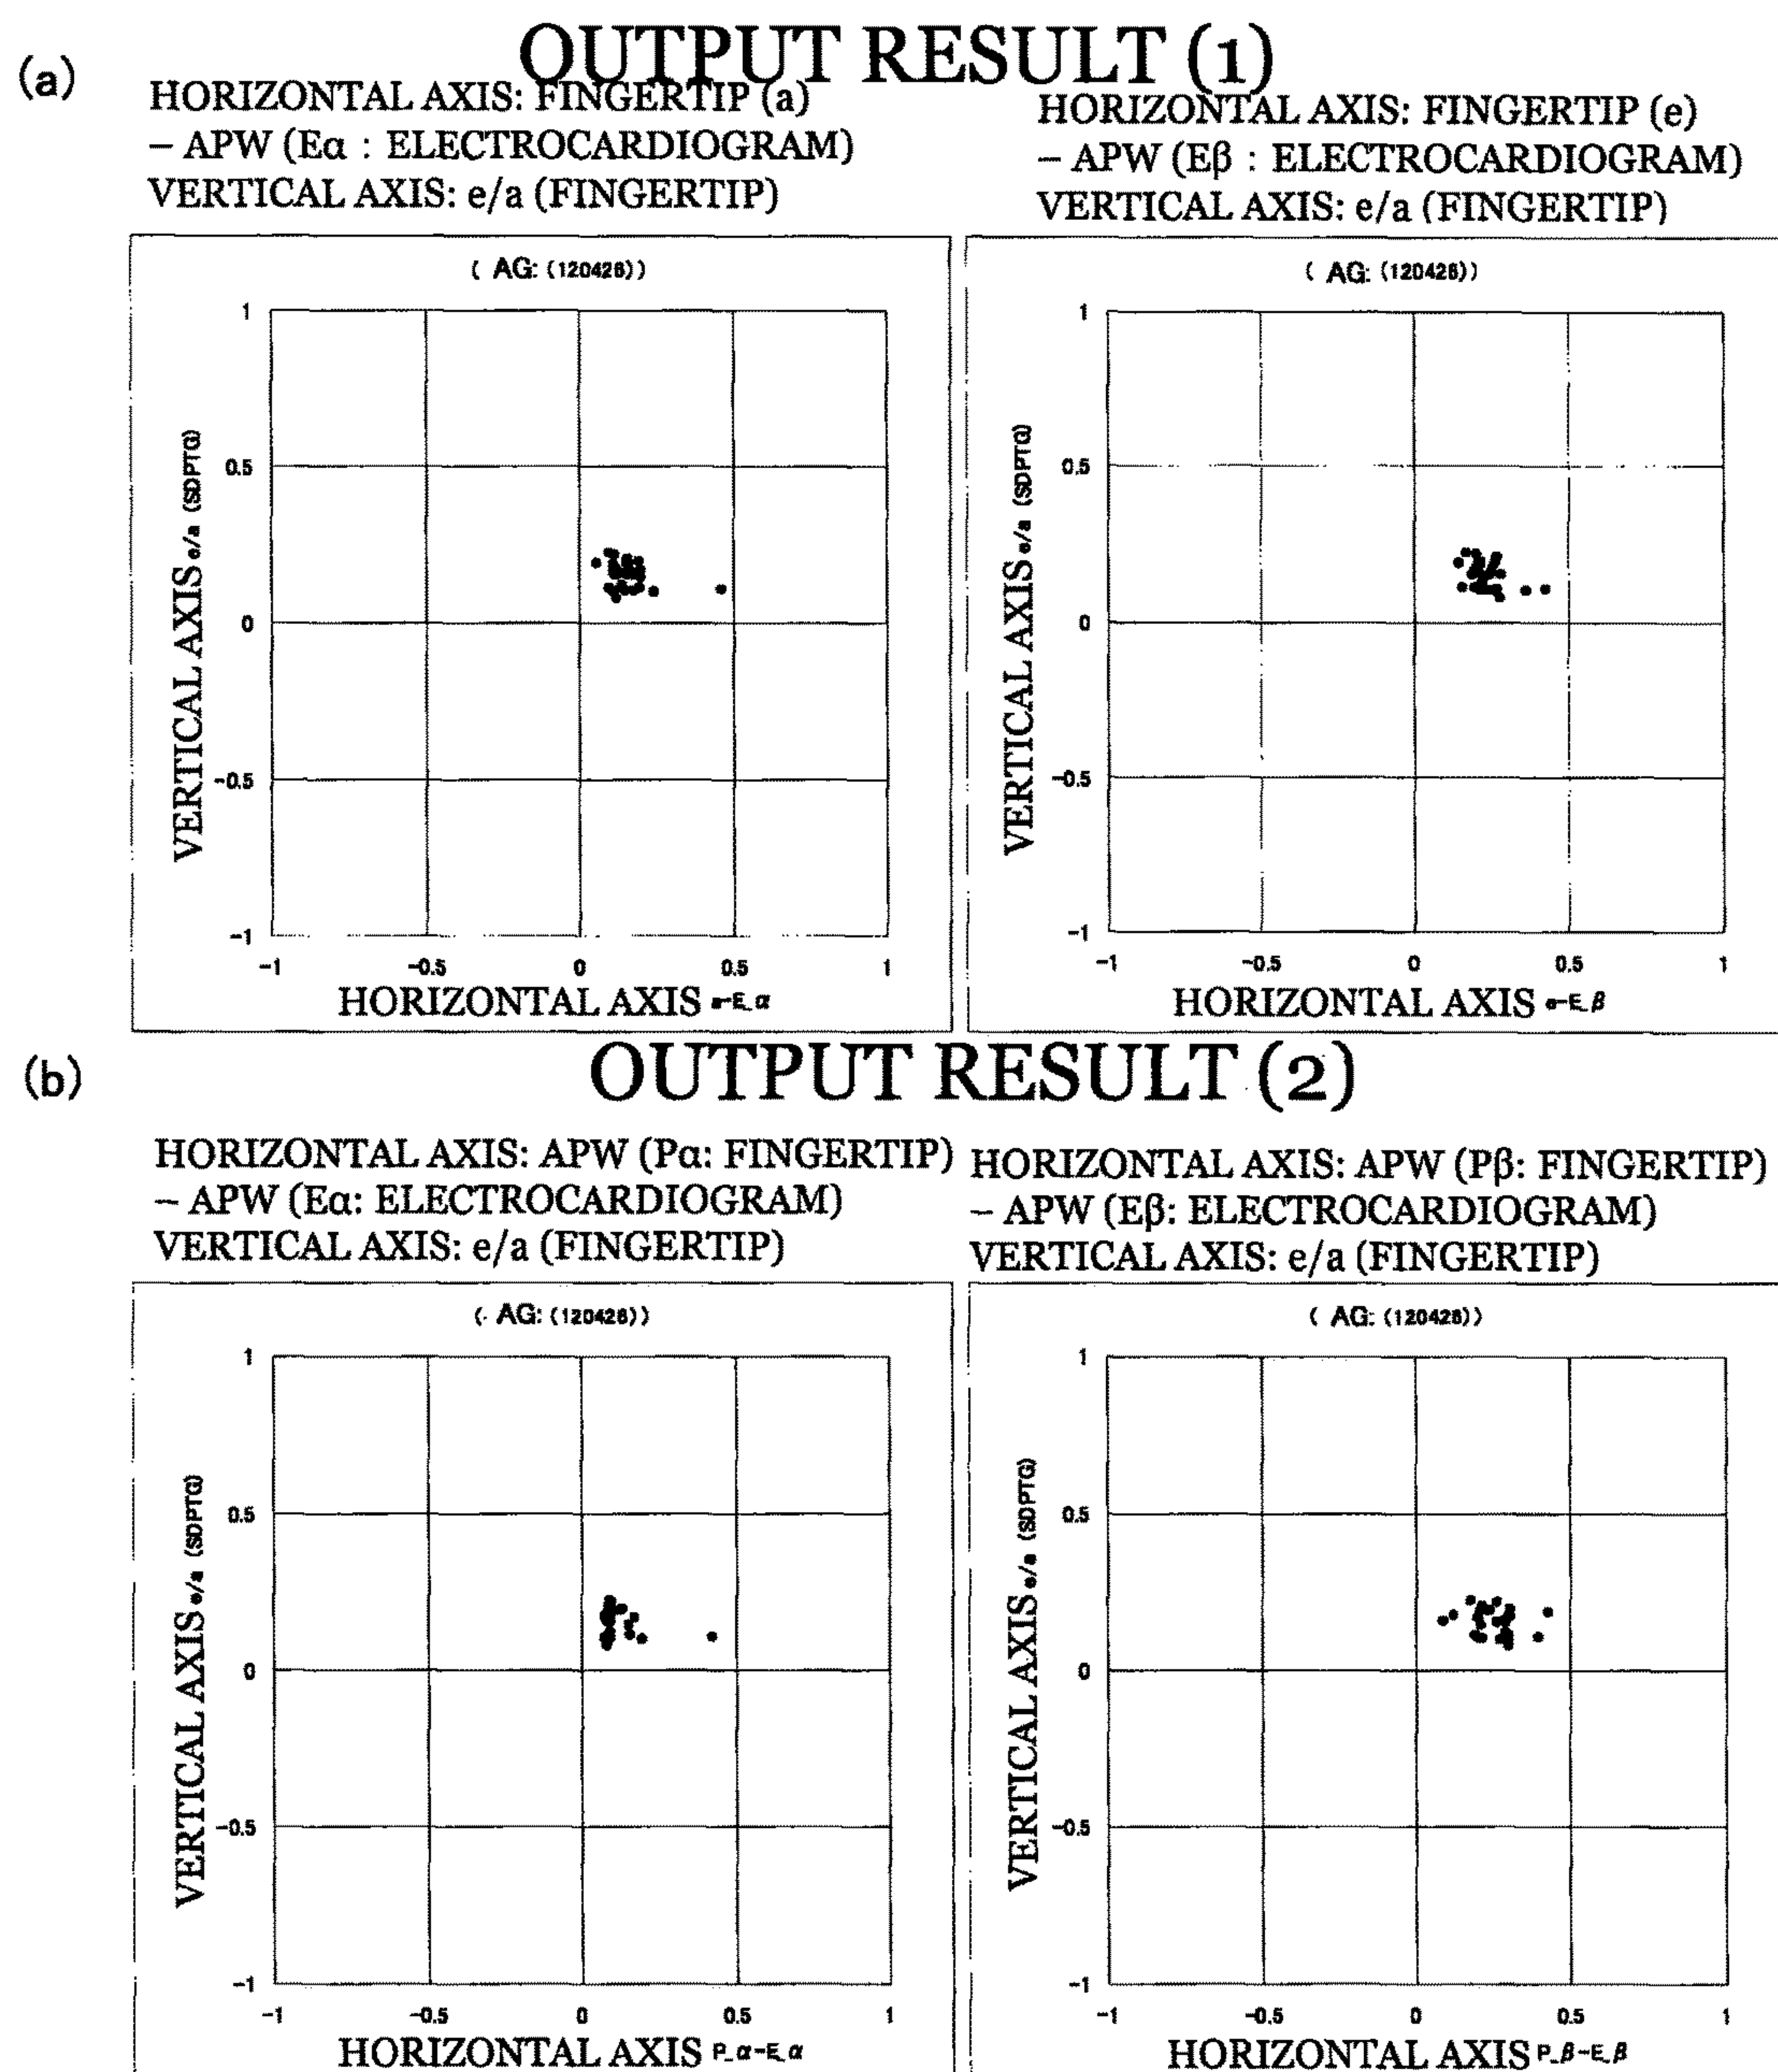 OUTPUT RESULT (1)
(a)
HORIZONTAL AXIS: FINGERTIP (a)
– APW (Eα : ELECTROCARDIOGRAM)
VERTICAL AXIS: e/a (FINGERTIP)
HORIZONTAL AXIS: FINGERTIP (e)
– APW (Eβ : ELECTROCARDIOGRAM)
VERTICAL AXIS: e/a (FINGERTIP)
( AG: (120426))
1
0.5
0
-0.5
-1
VERTICAL AXIS e/a (SDPTG)
-1 -0.5 0 0.5 1
HORIZONTAL AXIS a-E_α
( AG: (120426))
1
0.5
0
-0.5
-1
VERTICAL AXIS e/a (SDPTG)
-1 -0.5 0 0.5 1
HORIZONTAL AXIS e-E_β
(b)
OUTPUT RESULT (2)
HORIZONTAL AXIS: APW (Pα: FINGERTIP)
– APW (Eα: ELECTROCARDIOGRAM)
VERTICAL AXIS: e/a (FINGERTIP)
HORIZONTAL AXIS: APW (Pβ: FINGERTIP)
– APW (Eβ: ELECTROCARDIOGRAM)
VERTICAL AXIS: e/a (FINGERTIP)
( AG: (120426))
1
0.5
0
-0.5
-1
VERTICAL AXIS e/a (SDPTG)
-1 -0.5 0 0.5 1
HORIZONTAL AXIS P_α-E_α
( AG: (120426))
1
0.5
0
-0.5
-1
VERTICAL AXIS e/a (SDPTG)
-1 -0.5 0 0.5 1
HORIZONTAL AXIS P_β-E_β